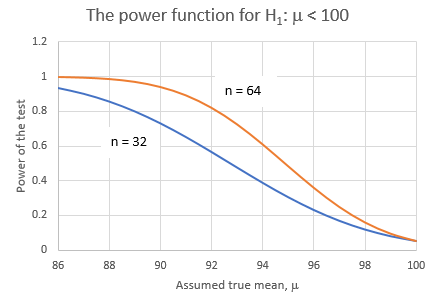 The power function for H₁: μ < 100
Power of the test
1.2
1
0.8
0.6
0.4
0.2
0
n = 64
n = 32
86 88 90 92 94 96 98 100
Assumed true mean, μ